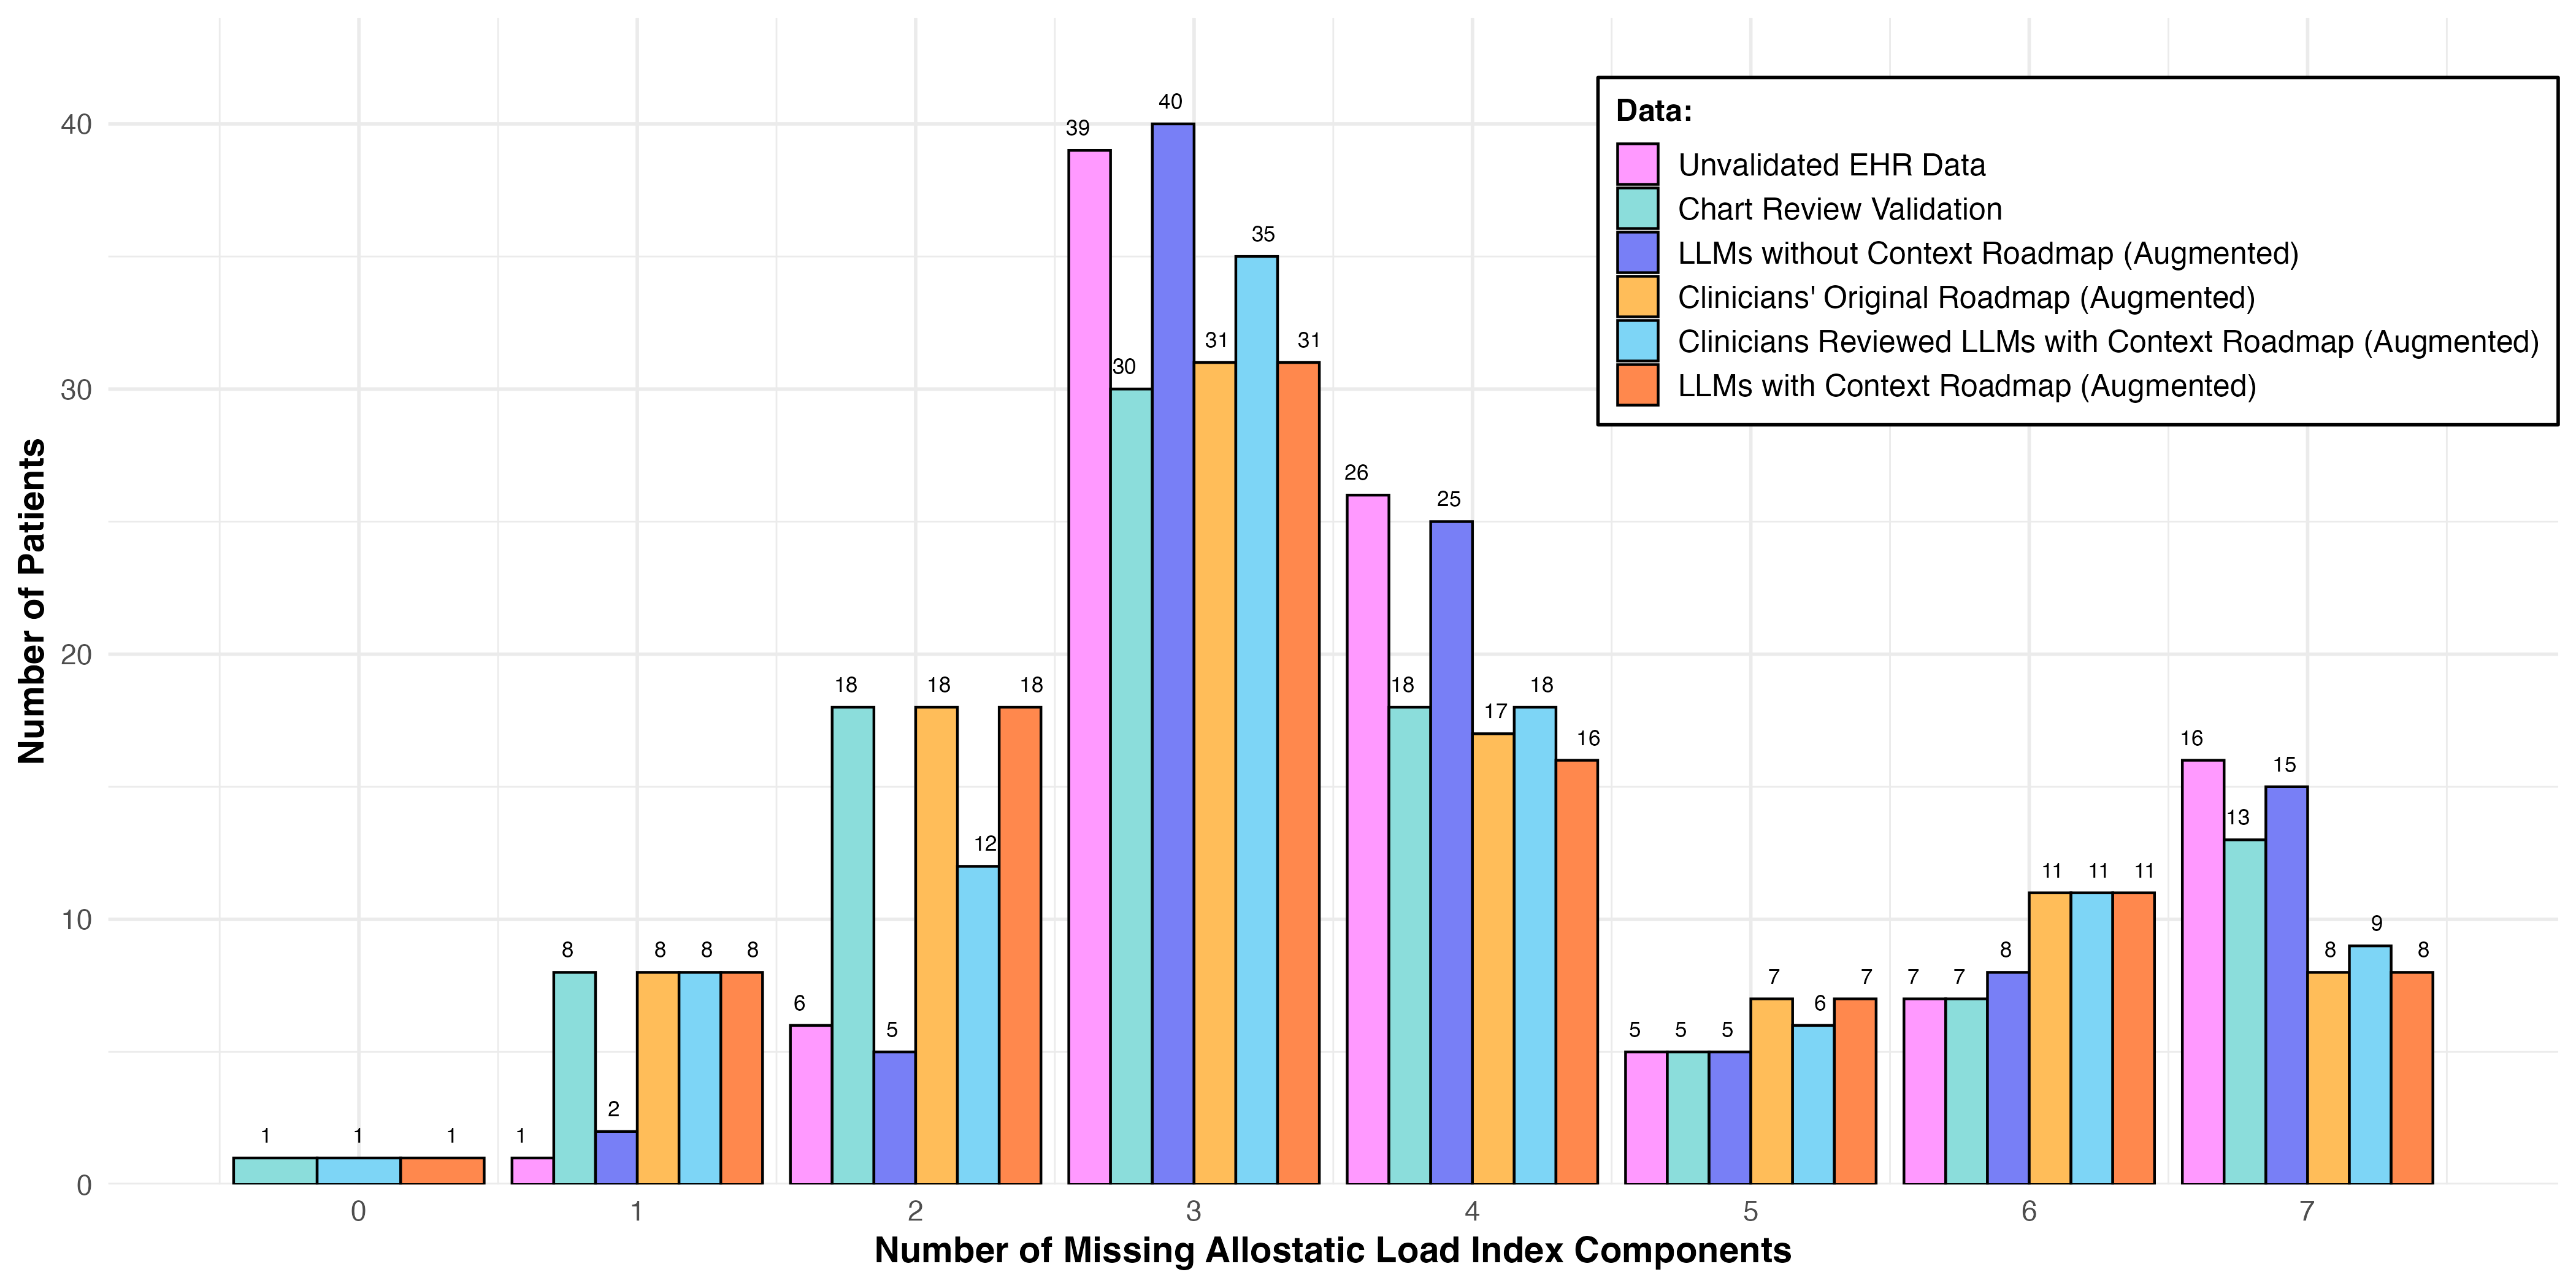 Data:
Unvalidated EHR Data
Chart Review Validation
LLMs without Context Roadmap (Augmented)
Clinicians' Original Roadmap (Augmented)
Clinicians Reviewed LLMs with Context Roadmap (Augmented)
LLMs with Context Roadmap (Augmented)
Number of Patients
40
30
20
10
0
1 1 1
1 8 2 8 8 8
6 18 5 18 12 18
39 30 40 31 35 31
26 18 25 17 18 16
5 5 5 7 6 7
7 7 8 11 11 11
16 13 15 8 9 8
0 1 2 3 4 5 6 7
Number of Missing Allostatic Load Index Components